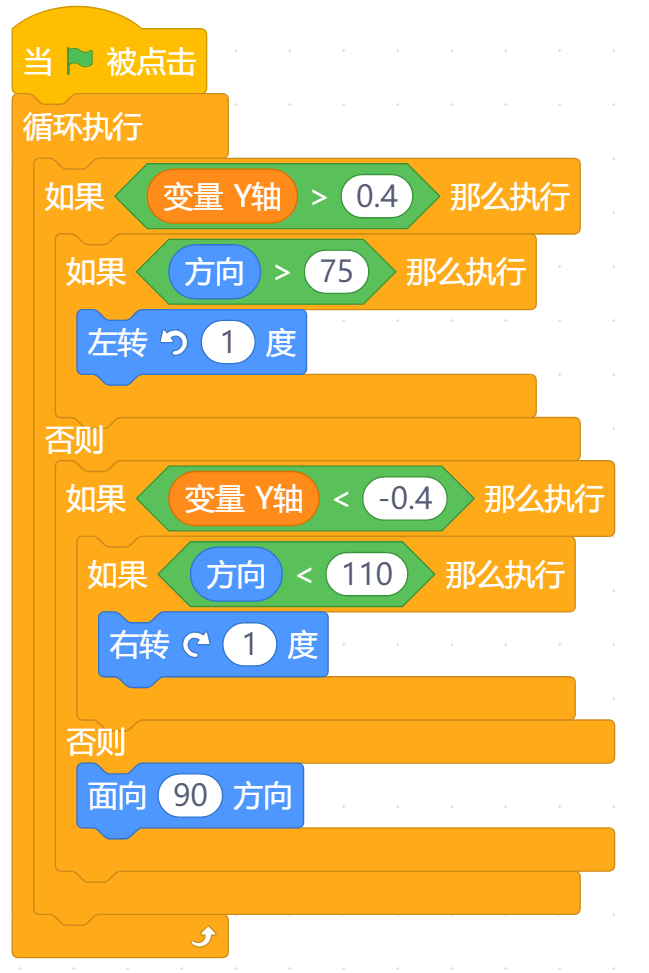 当 被点击
循环执行
如果 变量 Y轴 > 0.4 那么执行
如果 方向 > 75 那么执行
左转 1 度
否则
如果 变量 Y轴 < -0.4 那么执行
如果 方向 < 110 那么执行
右转 1 度
否则
面向 90 方向